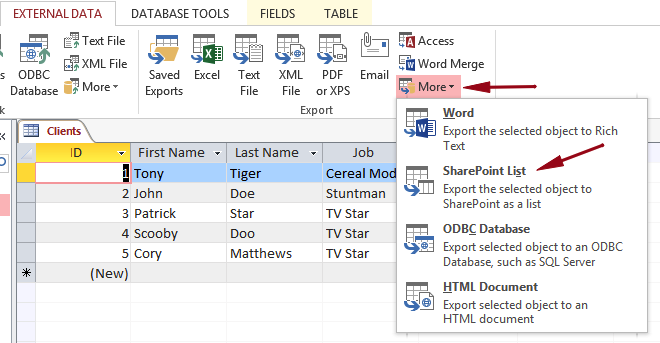 EXTERNAL DATA DATABASE TOOLS FIELDS TABLE
ODBC Database
Text File
XML File
More
Saved Exports
Excel
Text File
XML File
PDF or XPS
Email
Access
Word Merge
More
Export
Clients
ID First Name Last Name Job
1 Tony Tiger Cereal Mod
2 John Doe Stuntman
3 Patrick Star TV Star
4 Scooby Doo TV Star
5 Cory Matthews TV Star
* (New)
Word
Export the selected object to Rich
Text
SharePoint List
Export the selected object to
SharePoint as a list
ODBC Database
Export selected object to an ODBC
Database, such as SQL Server
HTML Document
Export selected object to an
HTML document